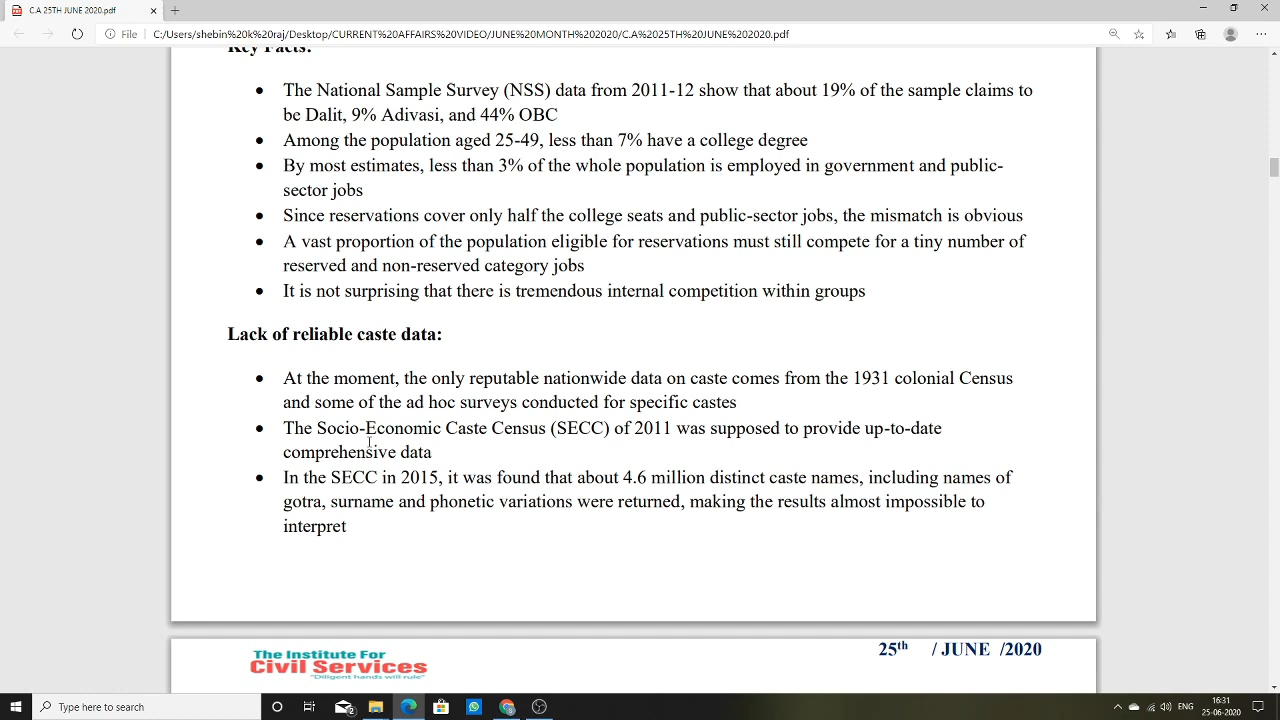 C.A 25TH JUNE 2020.pdf
File
C:/Users/shebin%20k%20raj/Desktop/CURRENT%20AFFAIRS%20VIDEO/JUNE%20MONTH%202020/C.A%2025TH%20JUNE%202020.pdf
Key Facts:
• The National Sample Survey (NSS) data from 2011-12 show that about 19% of the sample claims to
be Dalit, 9% Adivasi, and 44% OBC
• Among the population aged 25-49, less than 7% have a college degree
• By most estimates, less than 3% of the whole population is employed in government and public-
sector jobs
• Since reservations cover only half the college seats and public-sector jobs, the mismatch is obvious
• A vast proportion of the population eligible for reservations must still compete for a tiny number of
reserved and non-reserved category jobs
• It is not surprising that there is tremendous internal competition within groups
Lack of reliable caste data:
• At the moment, the only reputable nationwide data on caste comes from the 1931 colonial Census
and some of the ad hoc surveys conducted for specific castes
• The Socio-Economic Caste Census (SECC) of 2011 was supposed to provide up-to-date
comprehensive data
• In the SECC in 2015, it was found that about 4.6 million distinct caste names, including names of
gotra, surname and phonetic variations were returned, making the results almost impossible to
interpret
The Institute For
Civil Services
"Diligent hands will rule"
25th / JUNE /2020
Type here to search
2
ENG
16:31
25-06-2020